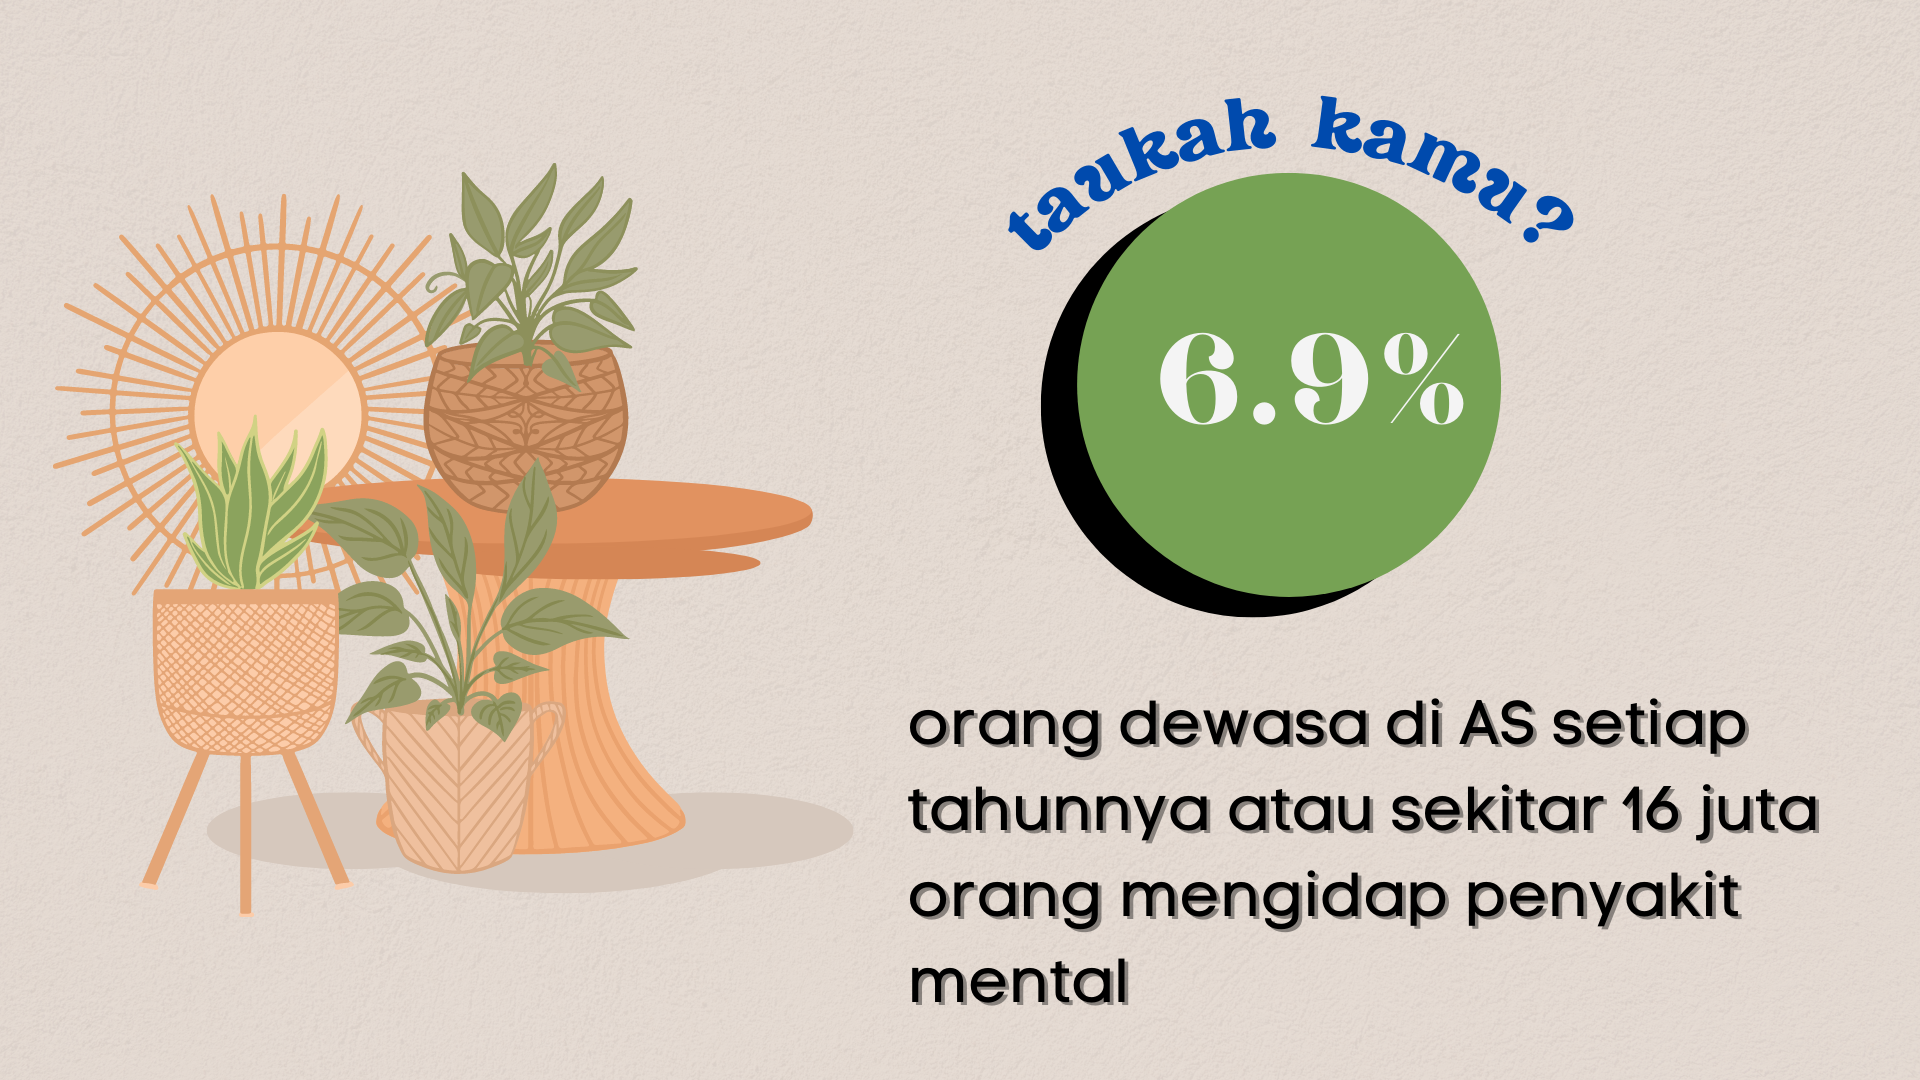 taukah kamu?
6.9%
orang dewasa di AS setiap
tahunnya atau sekitar 16 juta
orang mengidap penyakit
mental